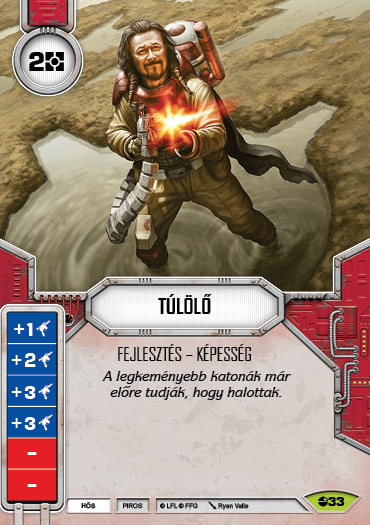 2
TÚLÖLŐ
FEJLESZTÉS – KÉPESSÉG
A legkeményebb katonák már
előre tudják, hogy halottak.
+1
+2
+3
+3
–
–
HŐS
PIROS
© LFL © FFG
Ryan Valle
33